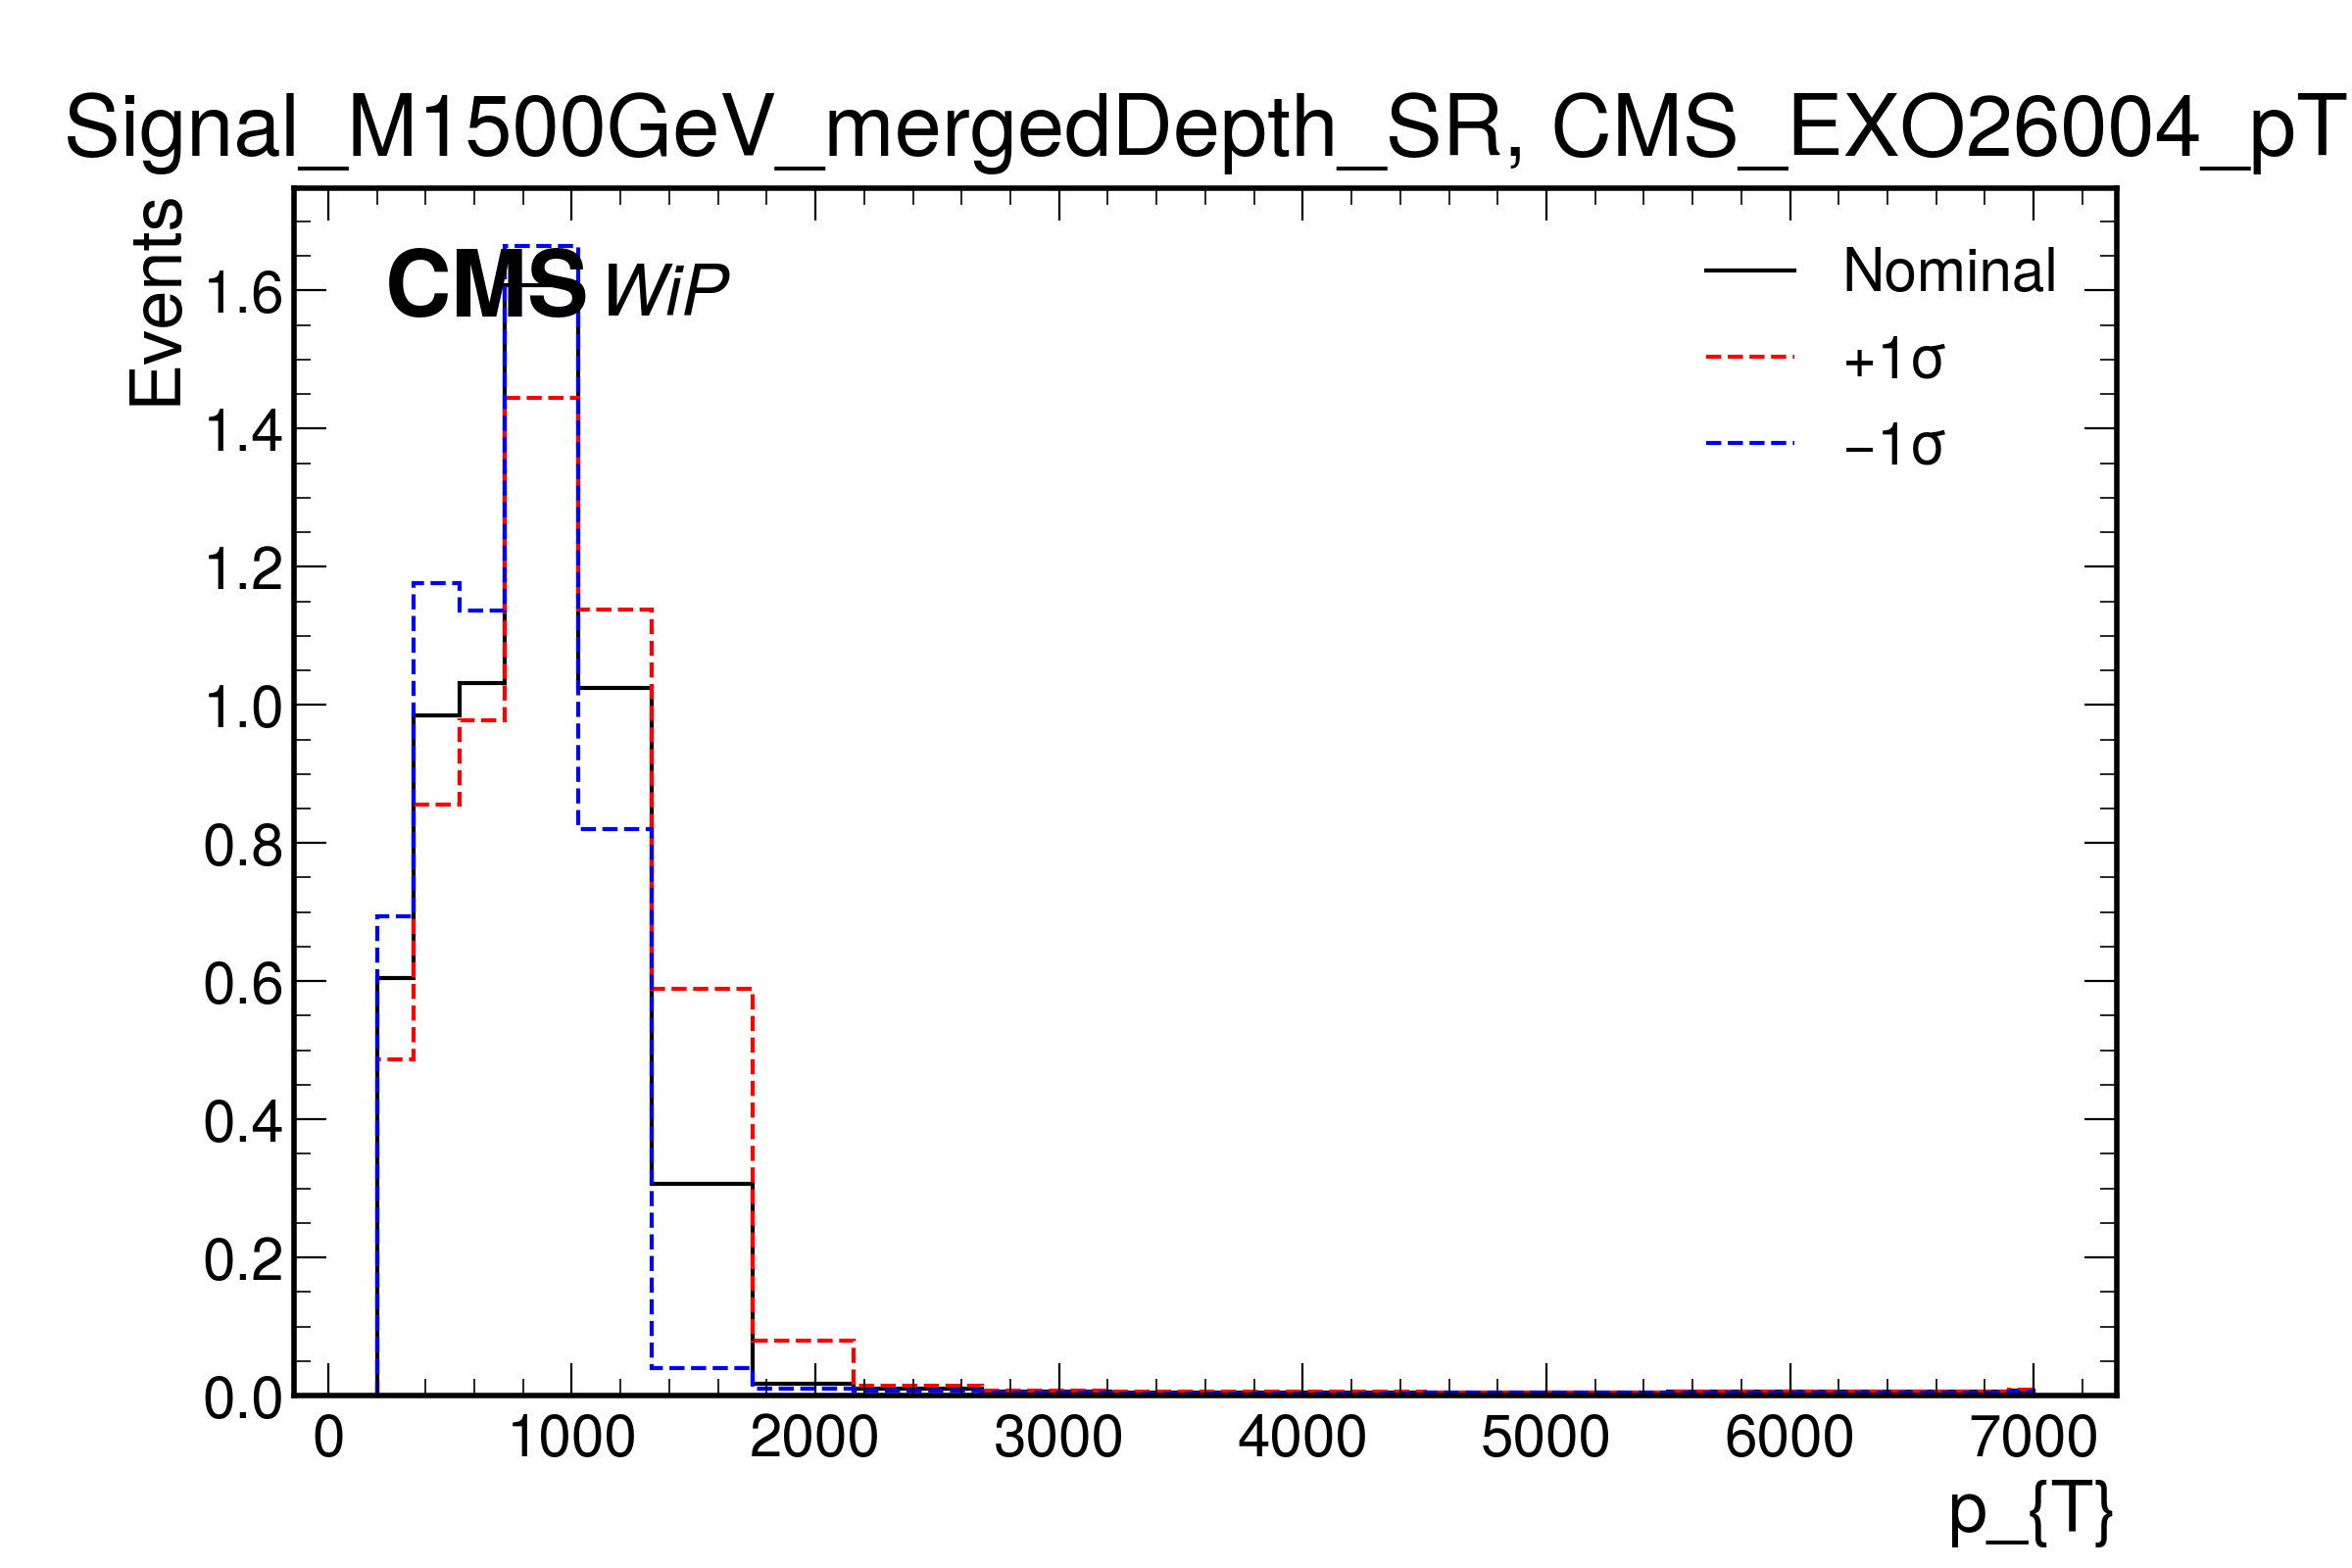 Signal_M1500GeV_mergedDepth_SR, CMS_EXO26004_pT
Events
CMS WiP
Nominal
+1σ
−1σ
1.6
1.4
1.2
1.0
0.8
0.6
0.4
0.2
0.0
0 1000 2000 3000 4000 5000 6000 7000
p_{T}